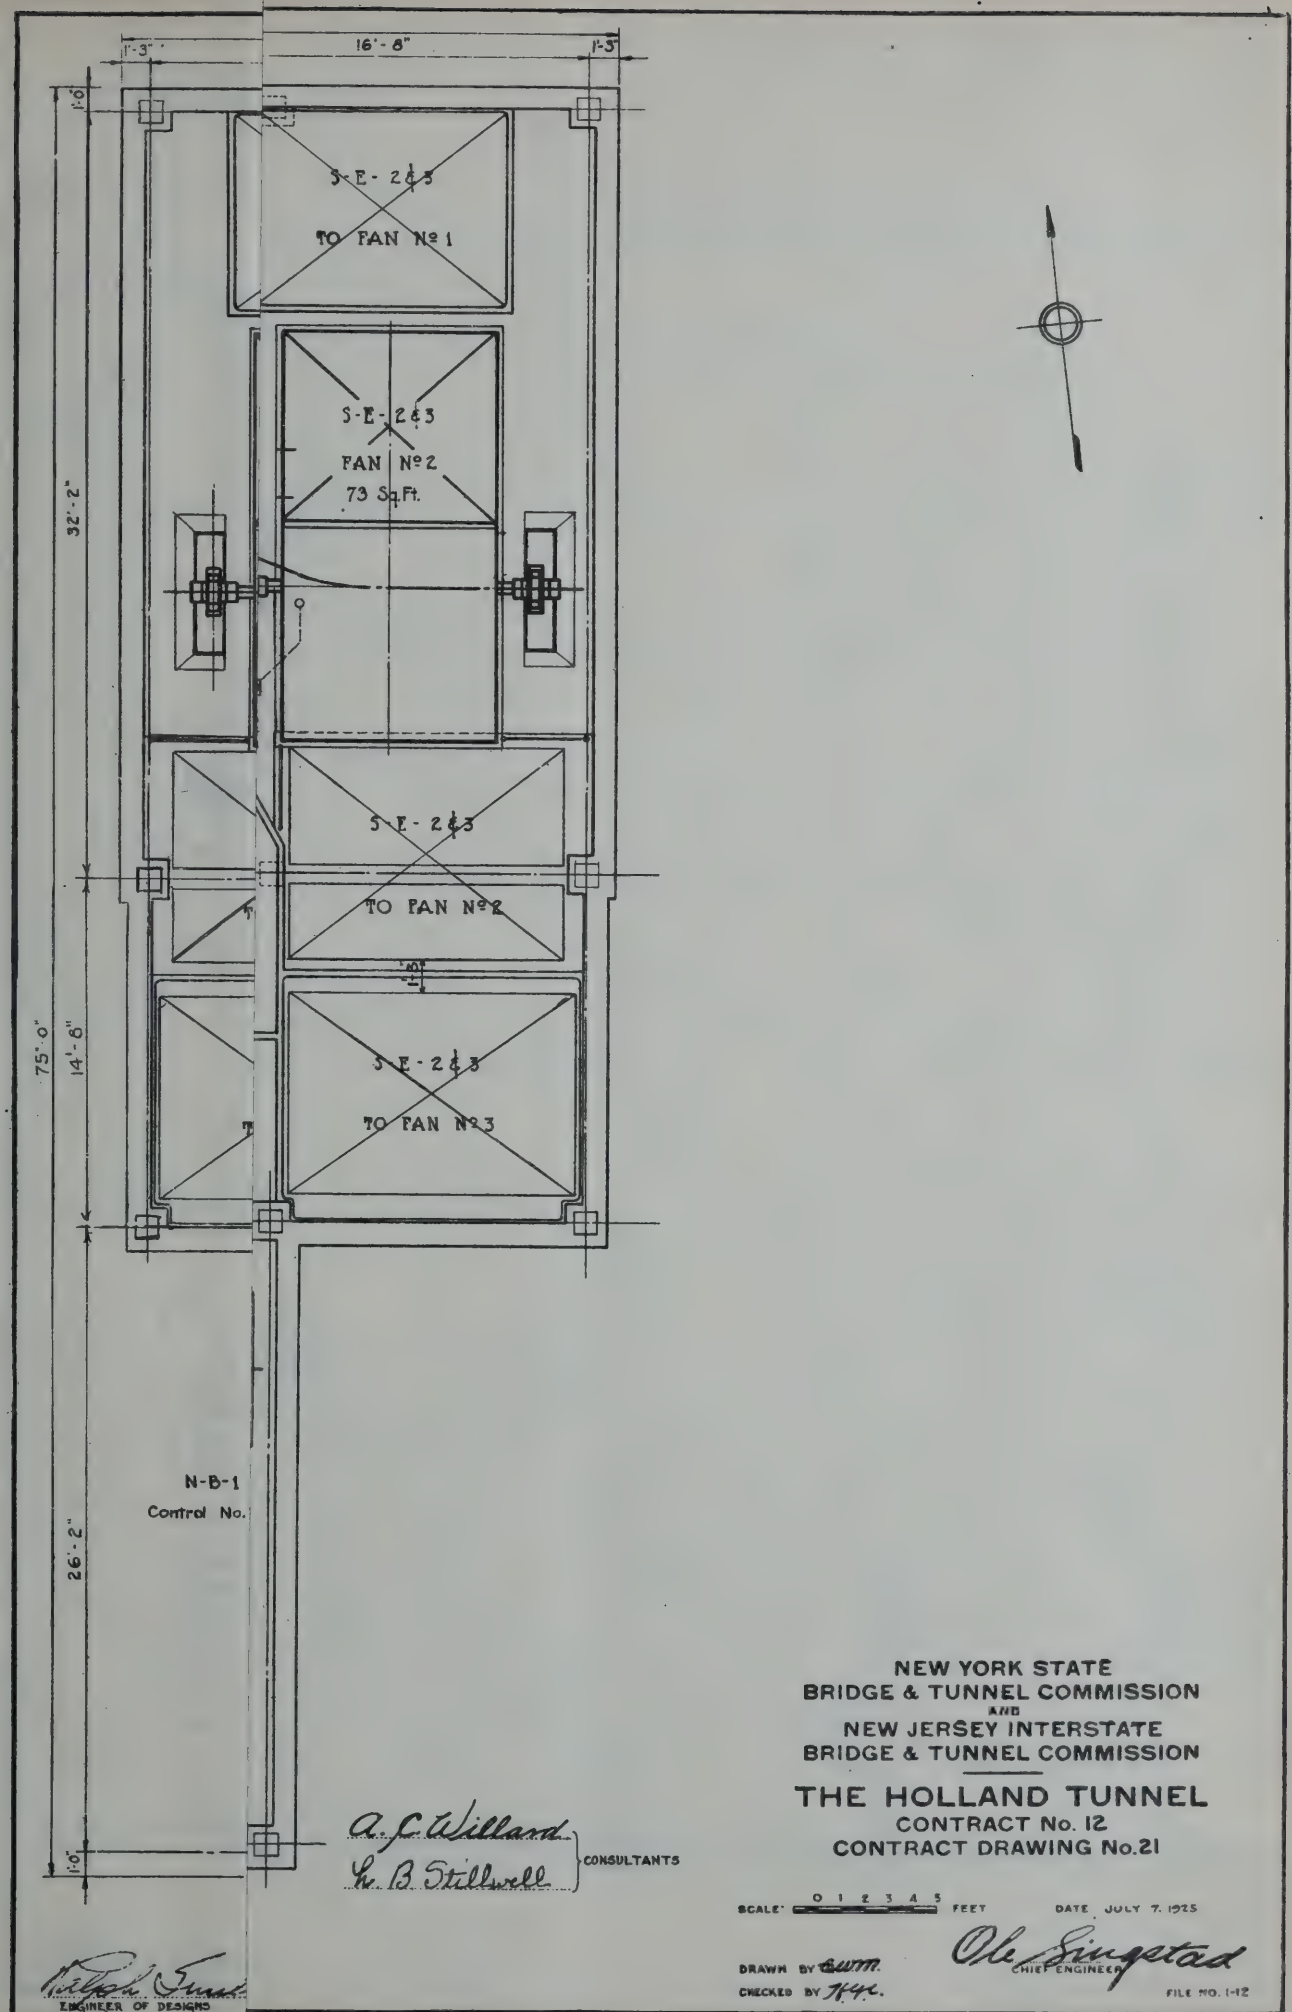 1'-3"
16'-8"
1'-3"
1'-0"
S-E-2&3
TO FAN Nº 1
S-E-2&3
FAN Nº 2
73 Sq.Ft.
32'-2"
S-E-2&3
TO FAN Nº 2
T
1'-8"
75'-0"
14'-8"
S-E-2&3
TO FAN Nº 3
T
N-B-1
Control No.
26'-2"
1'-0"
NEW YORK STATE
BRIDGE & TUNNEL COMMISSION
AND
NEW JERSEY INTERSTATE
BRIDGE & TUNNEL COMMISSION
THE HOLLAND TUNNEL
CONTRACT No. 12
CONTRACT DRAWING No.21
A. C. Willard
L. B. Stillwell
CONSULTANTS
SCALE 0 1 2 3 4 5 FEET DATE JULY 7, 1925
Ole Singstad
CHIEF ENGINEER
DRAWN BY
CHECKED BY
FILE NO. 1-12
Ralph
ENGINEER OF DESIGNS